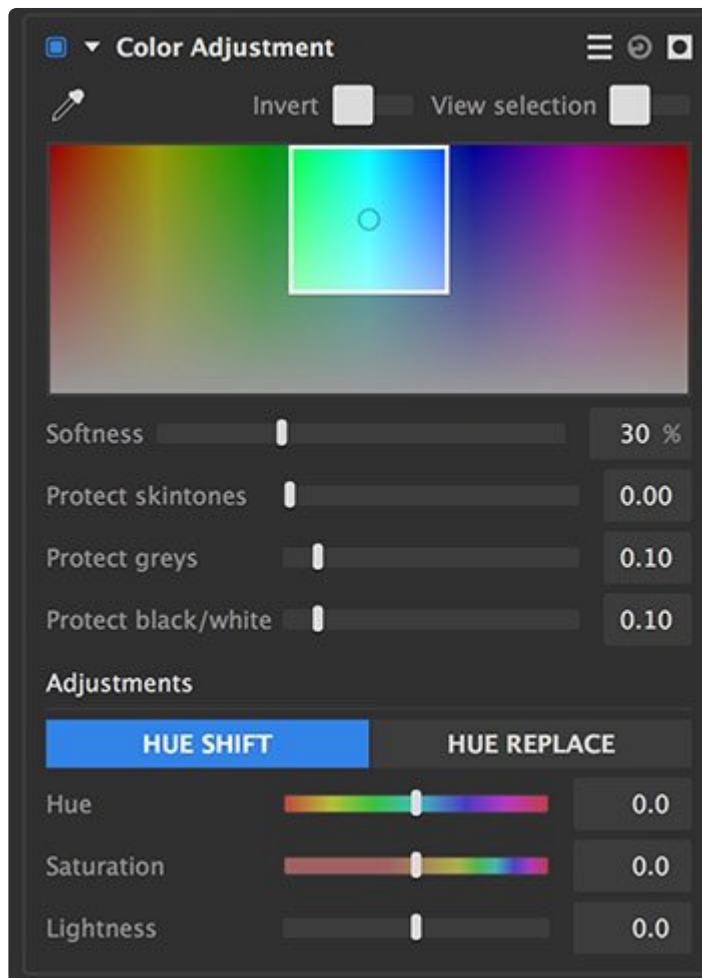 Color Adjustment
Invert View selection
Softness 30 %
Protect skintones 0.00
Protect greys 0.10
Protect black/white 0.10
Adjustments
HUE SHIFT HUE REPLACE
Hue 0.0
Saturation 0.0
Lightness 0.0